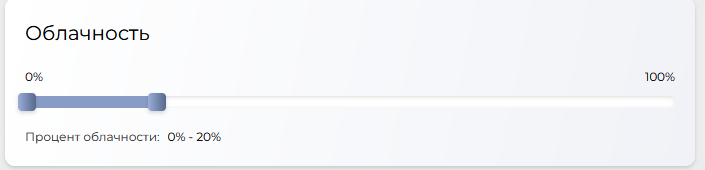 Облачность
0% 100%
Процент облачности: 0% - 20%